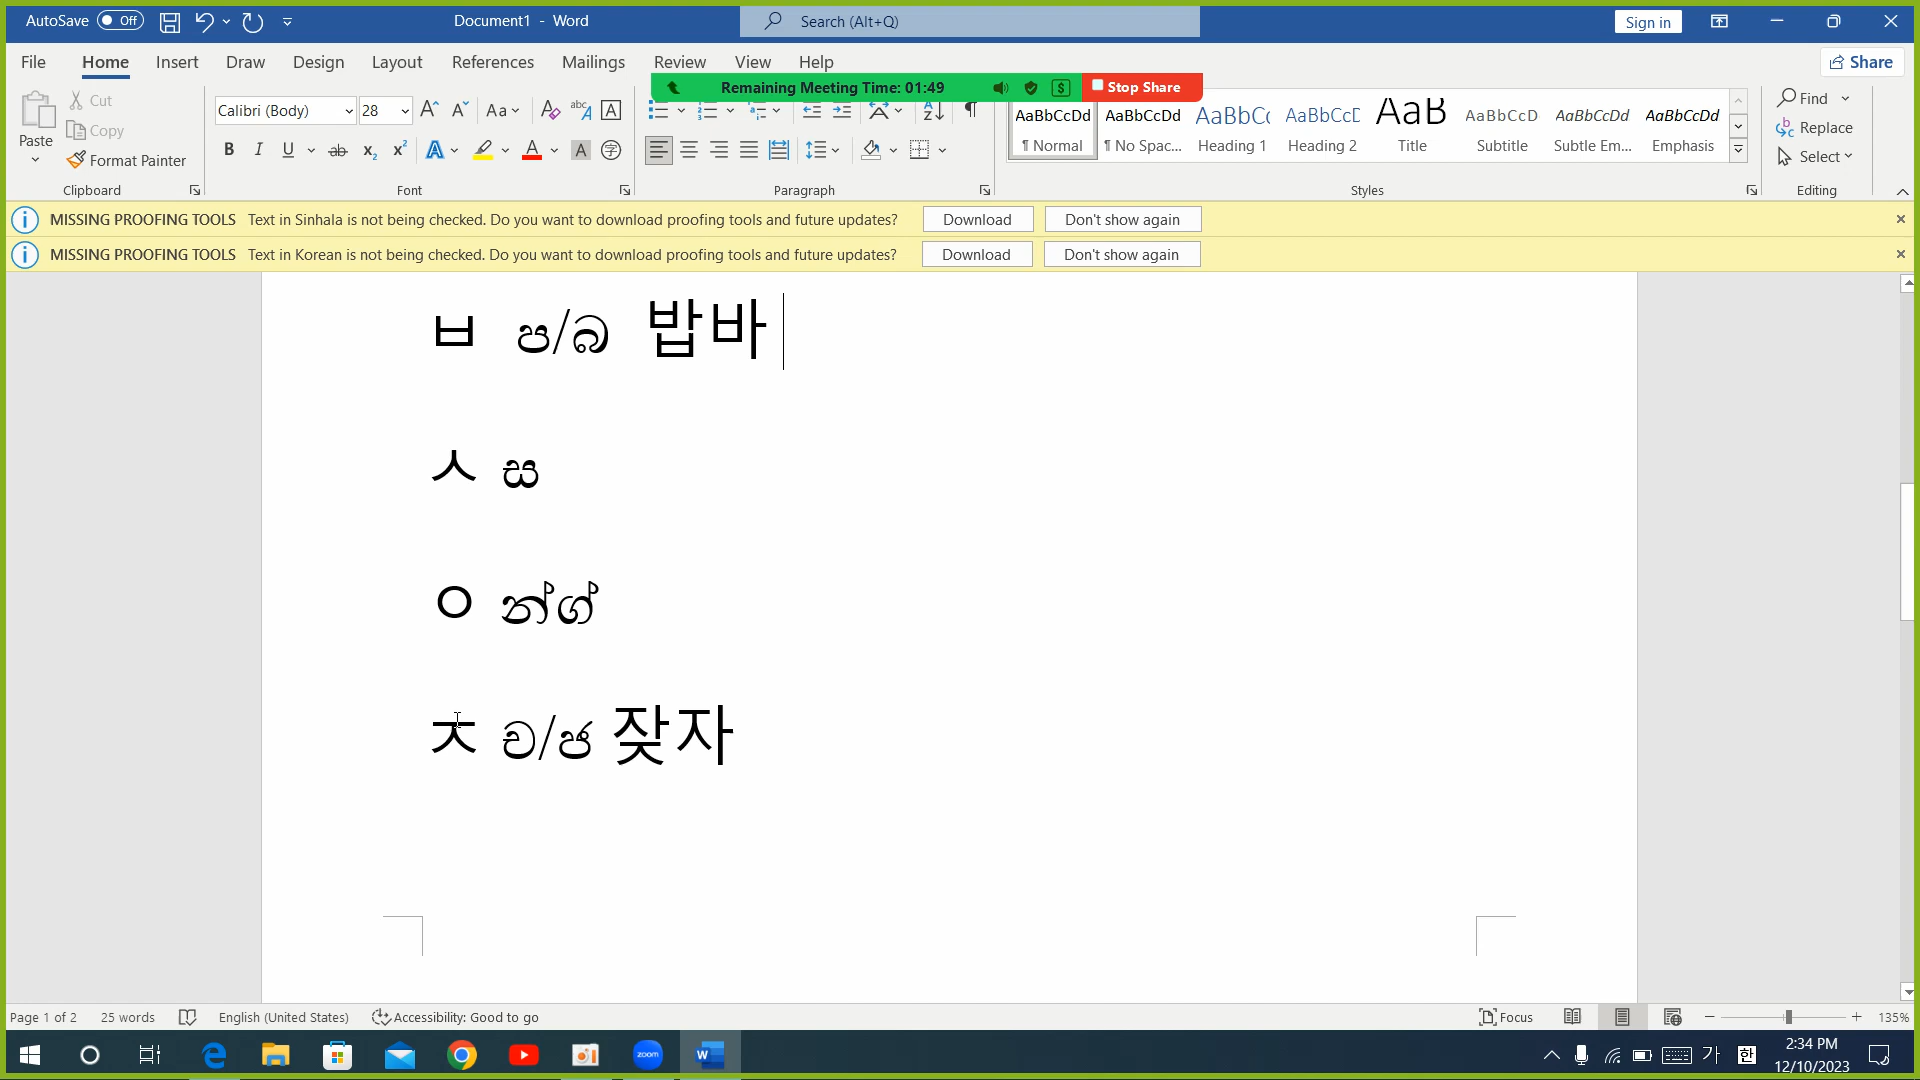 AutoSave Off Document1 - Word Search (Alt+Q) Sign in
File Home Insert Draw Design Layout References Mailings Review View Help Share
Remaining Meeting Time: 01:49 Stop Share
Paste Cut Copy Format Painter Clipboard
Calibri (Body) 28 Font
Paragraph
AaBbCcDd ¶ Normal AaBbCcDd ¶ No Spac... AaBbCc Heading 1 AaBbCcD Heading 2 AaB Title AaBbCcD Subtitle AaBbCcDd Subtle Em... AaBbCcDd Emphasis Styles
Find Replace Select Editing
MISSING PROOFING TOOLS Text in Sinhala is not being checked. Do you want to download proofing tools and future updates? Download Don't show again
MISSING PROOFING TOOLS Text in Korean is not being checked. Do you want to download proofing tools and future updates? Download Don't show again
ㅂ ප/බ 밥바
ㅅ ස
ㅇ න්ග්
ㅈ ච/ජ 잦자
Page 1 of 2 25 words English (United States) Accessibility: Good to go Focus 135%
zoom 가 한 2:34 PM
12/10/2023